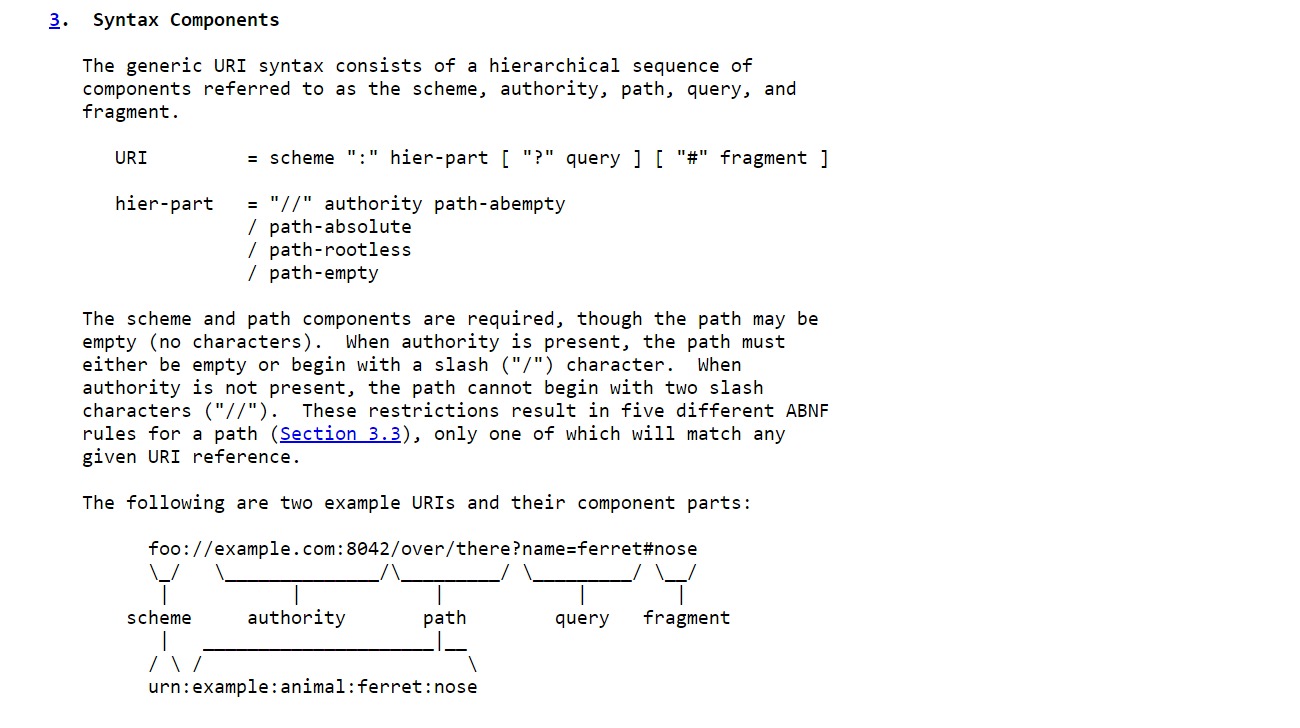 3. Syntax Components
The generic URI syntax consists of a hierarchical sequence of
components referred to as the scheme, authority, path, query, and
fragment.
URI = scheme ":" hier-part [ "?" query ] [ "#" fragment ]
hier-part = "//" authority path-abempty
/ path-absolute
/ path-rootless
/ path-empty
The scheme and path components are required, though the path may be
empty (no characters). When authority is present, the path must
either be empty or begin with a slash ("/") character. When
authority is not present, the path cannot begin with two slash
characters ("//"). These restrictions result in five different ABNF
rules for a path (Section 3.3), only one of which will match any
given URI reference.
The following are two example URIs and their component parts:
foo://example.com:8042/over/there?name=ferret#nose
\_/ \______________/\_________/ \_________/ \__/
| | | | |
scheme authority path query fragment
| _____________________|__
/ \ / \
urn:example:animal:ferret:nose